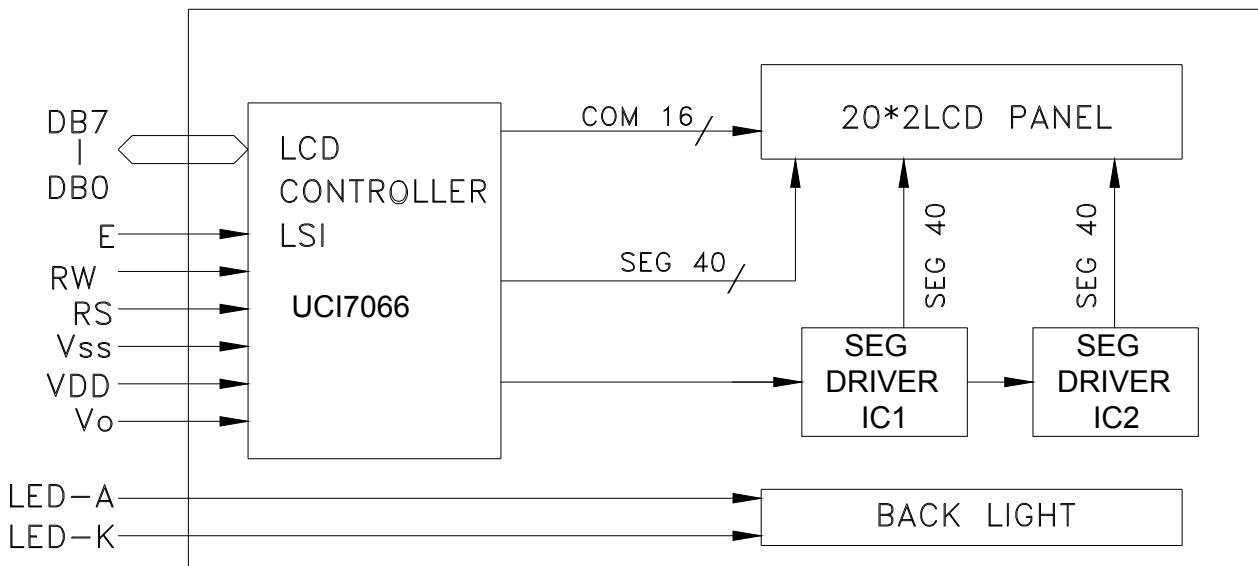 DB7
|
DB0
E
RW
RS
Vss
VDD
Vo
LED-A
LED-K
LCD
CONTROLLER
LSI
UCI7066
COM 16
SEG 40
20*2LCD PANEL
SEG 40
SEG 40
SEG
DRIVER
IC1
SEG
DRIVER
IC2
BACK LIGHT